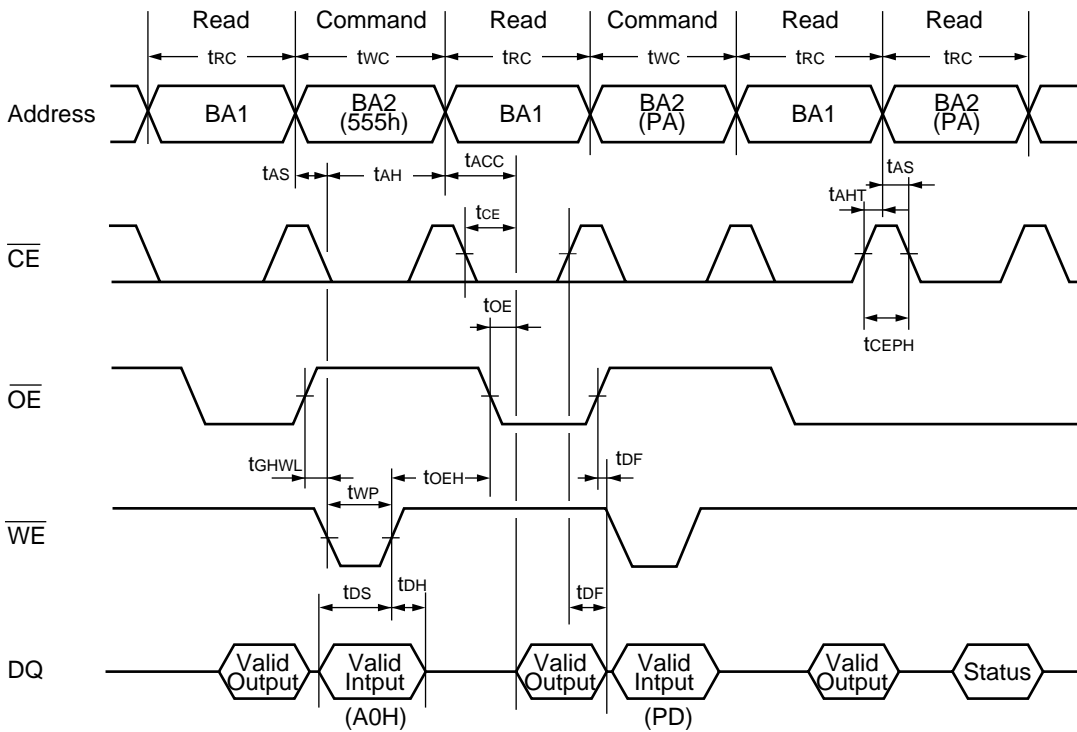 Read Command Read Command Read Read
tRC tWC tRC tWC tRC tRC
Address BA1 BA2 BA1 BA2 BA1 BA2
(555h) (PA) (PA)
tAS tAH tACC tAS
tAHT
tCE
CE
tOE
tCEPH
OE
tGHWL tOEH tDF
tWP
WE
tDS tDH tDF
DQ Valid Valid Valid Valid Valid Status
Output Intput Output Intput Output
(A0H) (PD)